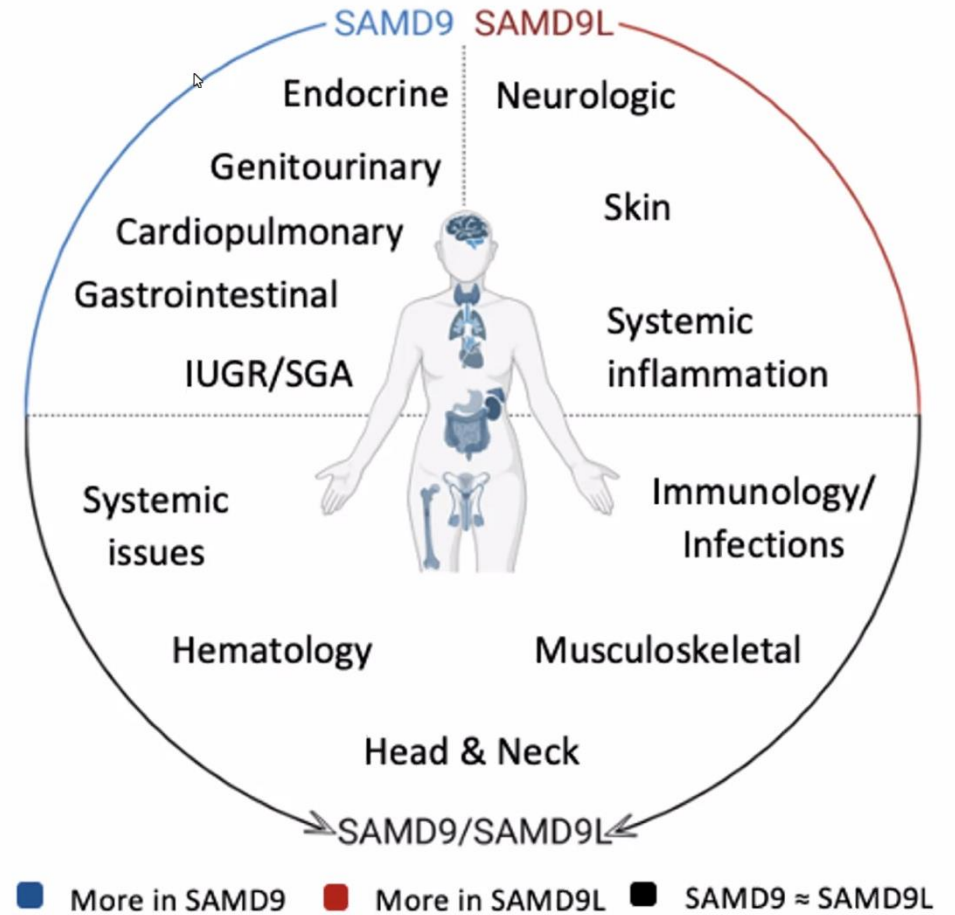 SAMD9 SAMD9L
Endocrine
Neurologic
Genitourinary
Skin
Cardiopulmonary
Gastrointestinal
Systemic
inflammation
IUGR/SGA
Systemic
issues
Immunology/
Infections
Hematology
Musculoskeletal
Head & Neck
SAMD9/SAMD9L
More in SAMD9
More in SAMD9L
SAMD9 ≈ SAMD9L